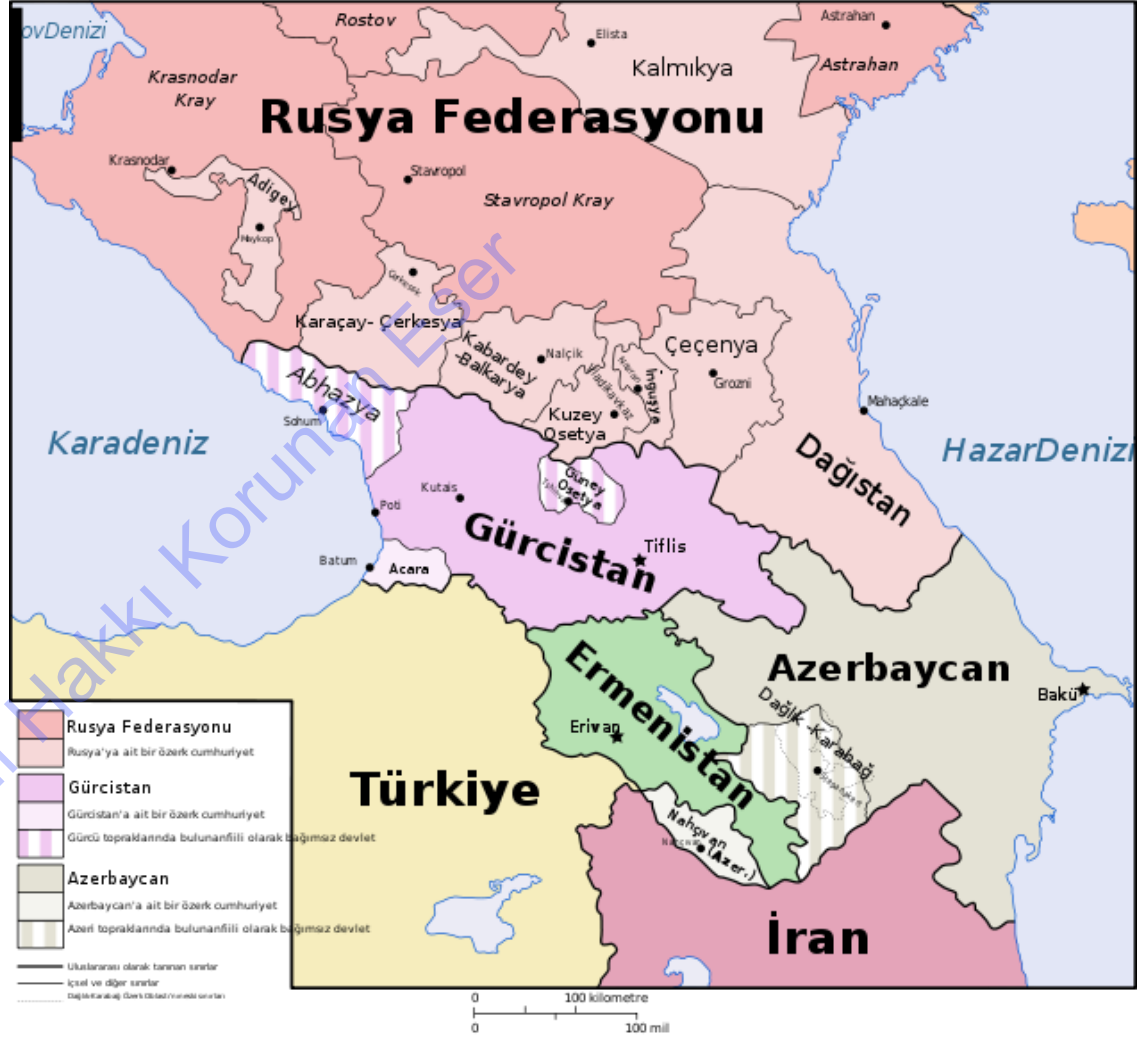 ovDenizi
Rostov
Astrahan
Elista
Kalmıkya
Astrahan
Krasnodar
Kray
Rusya Federasyonu
Krasnodar
Stavropol
Adigey
Stavropol Kray
Maykop
Çerkessk
Karaçay- Çerkesya
Kabardey
-Balkarya
Nalçik
Çeçenya
Grozni
Vladikavkaz
İnguşye
Kuzey
Osetya
Mahaçkale
Abhazya
Sohum
Karadeniz
HazarDenizi
Dağıstan
Güney
Osetya
Kutais
Poti
Gürcistan
Tiflis
Batum
Acara
Ermenistan
Azerbaycan
Bakü
Dağlık -Karabağ
Erivan
Türkiye
Nahçvan
(Azer.)
İran
Hakkı Korunan Eser
Rusya Federasyonu
Rusya'ya ait bir özerk cumhuriyet
Gürcistan
Gürcistan'a ait bir özerk cumhuriyet
Gürcü topraklarında bulunanfiili olarak bağımsız devlet
Azerbaycan
Azerbaycan'a ait bir özerk cumhuriyet
Azeri topraklarında bulunanfiili olarak bağımsız devlet
Uluslararası olarak tanınan sınırlar
içsel ve diğer sınırlar
0 100 kilometre
0 100 mil